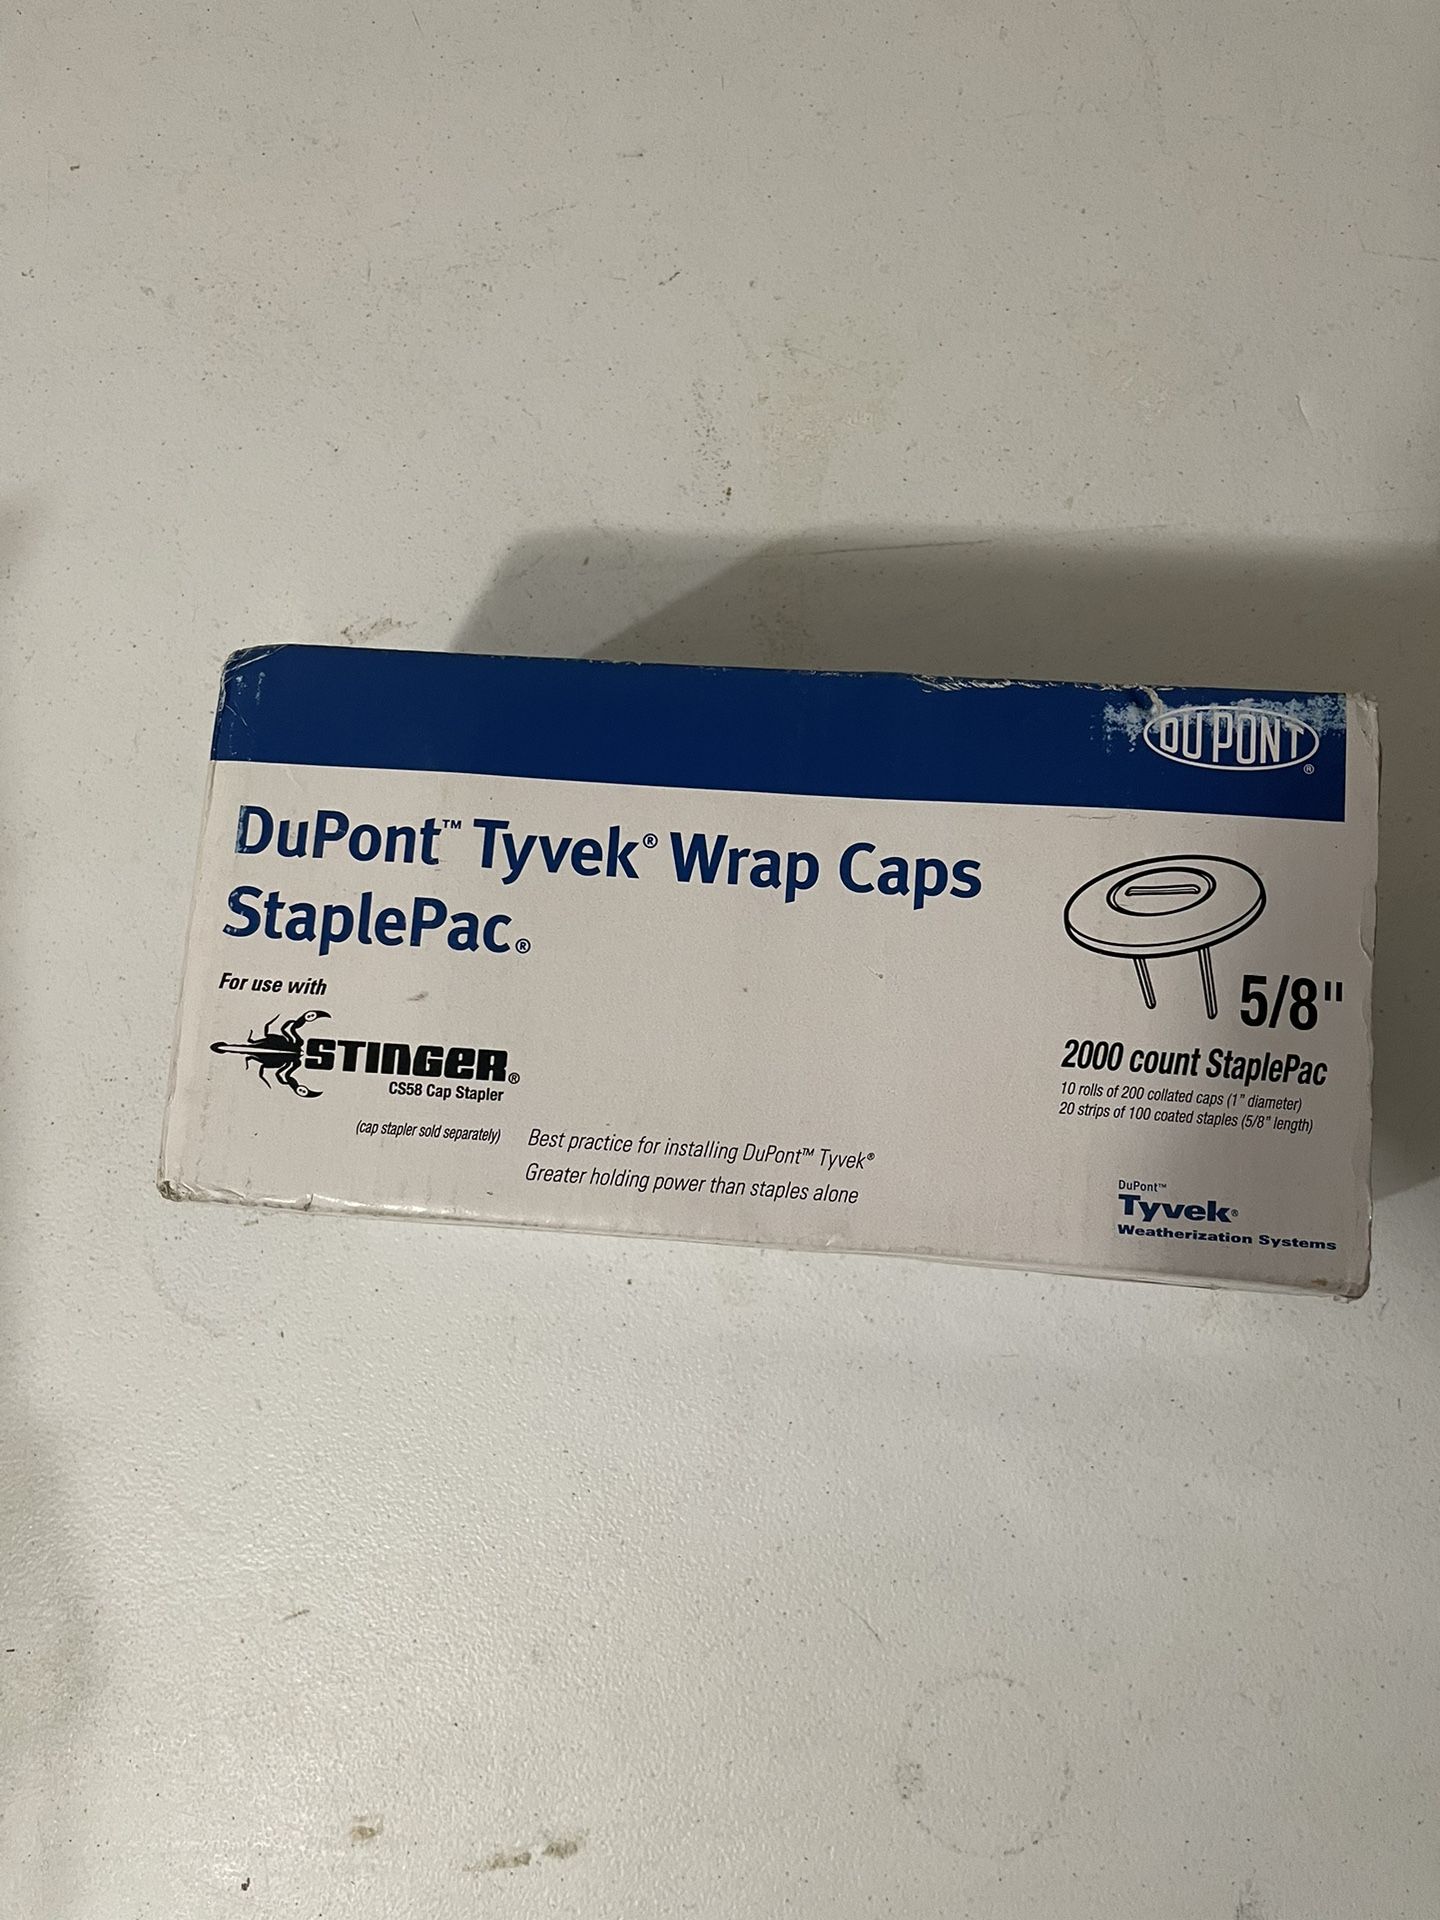 DU PONT®
DuPont™ Tyvek® Wrap Caps
StaplePac®
For use with
STINGER®
CS58 Cap Stapler
(cap stapler sold separately)
Best practice for installing DuPont™ Tyvek®
Greater holding power than staples alone
5/8"
2000 count StaplePac
10 rolls of 200 collated caps (1" diameter)
20 strips of 100 coated staples (5/8" length)
DuPont™
Tyvek®
Weatherization Systems